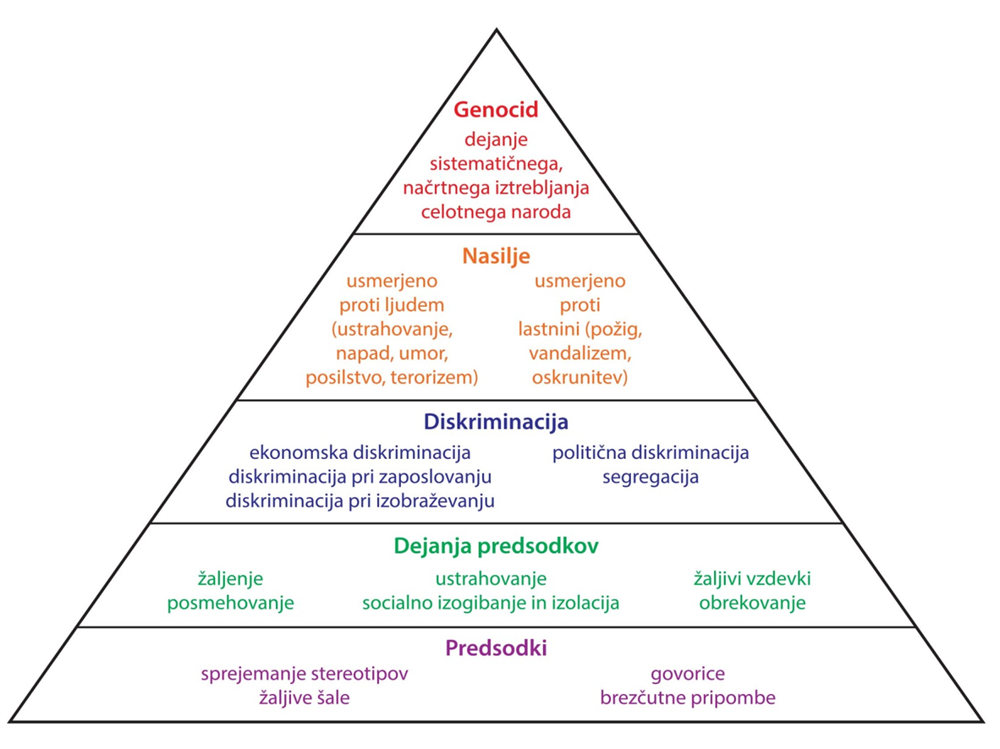 Genocid
dejanje
sistematičnega,
načrtnega iztrebljanja
celotnega naroda
Nasilje
usmerjeno
proti ljudem
(ustrahovanje,
napad, umor,
posilstvo, terorizem)
usmerjeno
proti
lastnini (požig,
vandalizem,
oskrunitev)
Diskriminacija
ekonomska diskriminacija
diskriminacija pri zaposlovanju
diskriminacija pri izobraževanju
politična diskriminacija
segregacija
Dejanja predsodkov
žaljenje
posmehovanje
ustrahovanje
socialno izogibanje in izolacija
žaljivi vzdevki
obrekovanje
Predsodki
sprejemanje stereotipov
žaljive šale
govorice
brezčutne pripombe